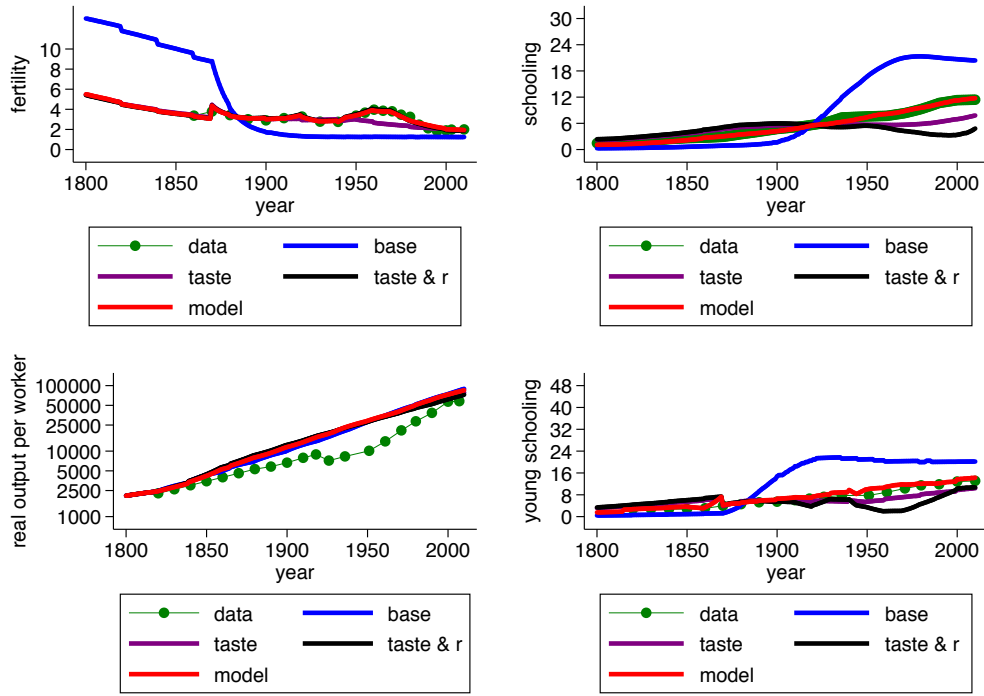 fertility
10
8
6
4
2
0
1800 1850 1900 1950 2000
year
data base
taste taste & r
model
schooling
30
24
18
12
6
0
1800 1850 1900 1950 2000
year
data base
taste taste & r
model
real output per worker
100000
50000
25000
10000
5000
2500
1000
1800 1850 1900 1950 2000
year
data base
taste taste & r
model
young schooling
48
40
32
24
16
8
0
1800 1850 1900 1950 2000
year
data base
taste taste & r
model